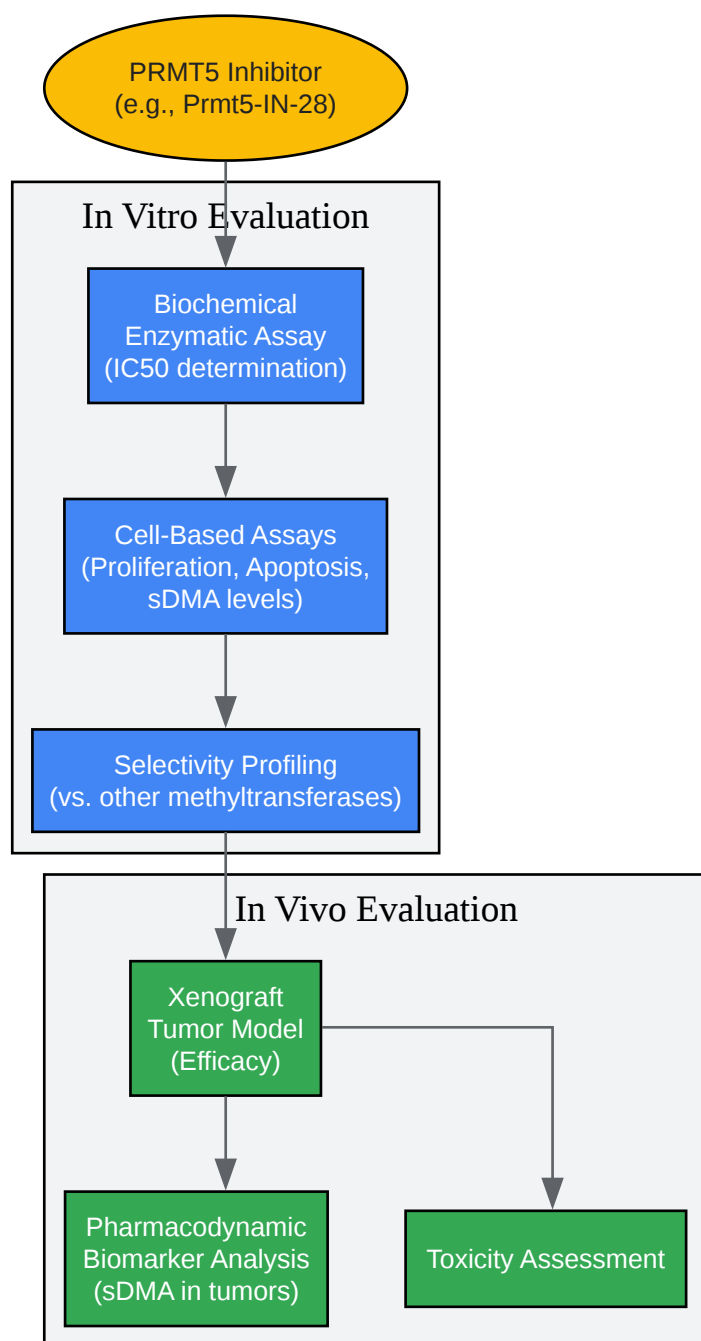 PRMT5 Inhibitor
(e.g., Prmt5-IN-28)
In Vitro Evaluation
Biochemical
Enzymatic Assay
(IC50 determination)
Cell-Based Assays
(Proliferation, Apoptosis,
sDMA levels)
Selectivity Profiling
(vs. other methyltransferases)
In Vivo Evaluation
Xenograft
Tumor Model
(Efficacy)
Pharmacodynamic
Biomarker Analysis
(sDMA in tumors)
Toxicity Assessment